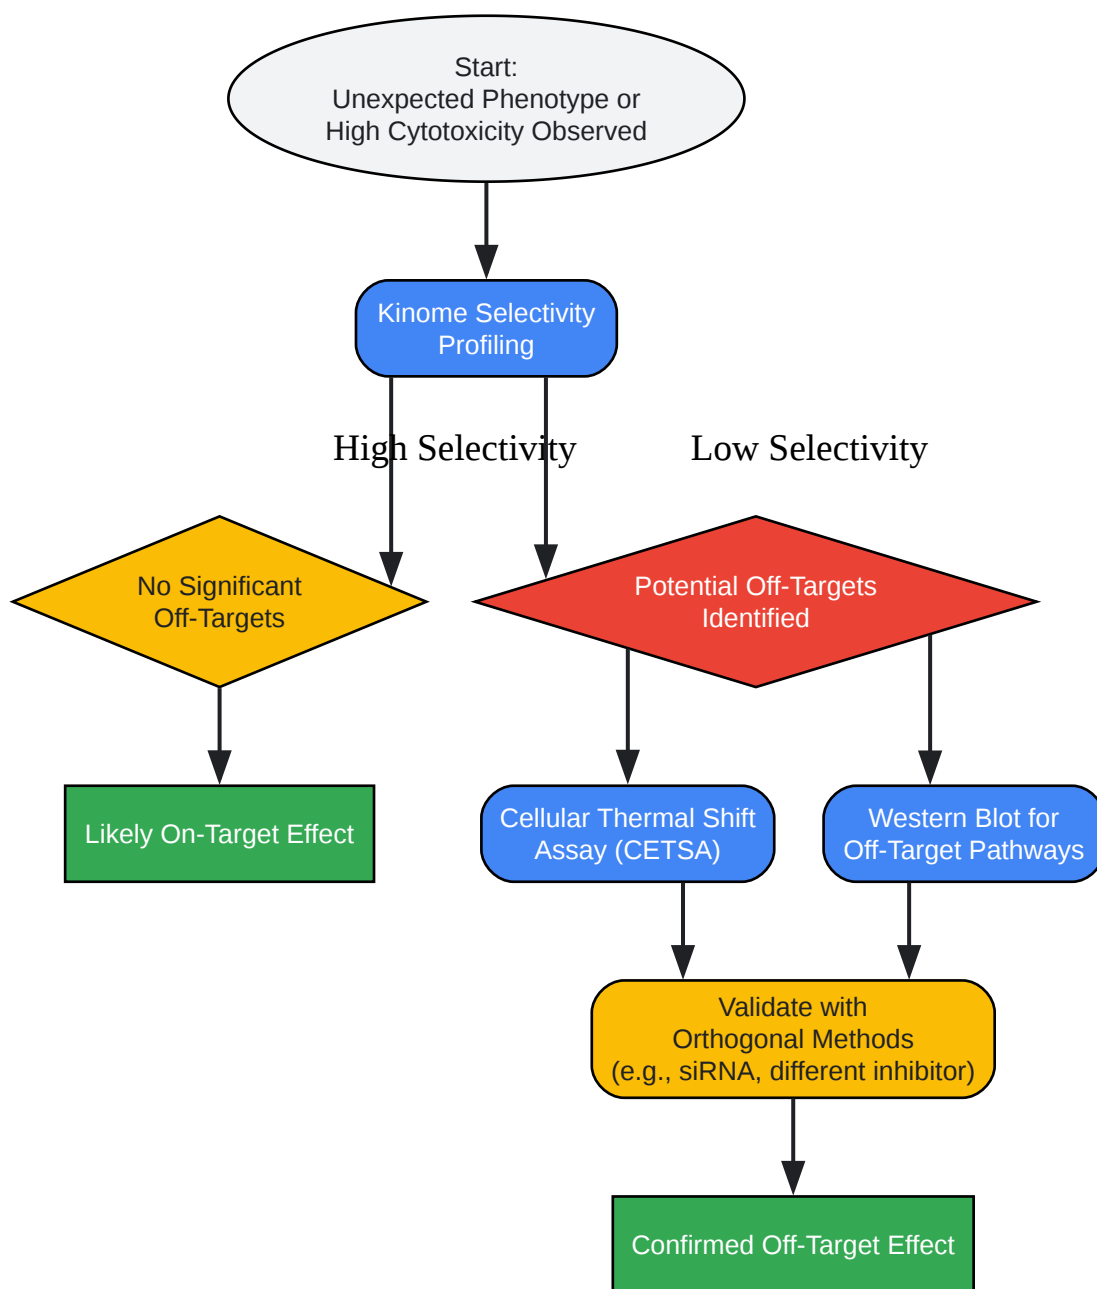 Start:
Unexpected Phenotype or
High Cytotoxicity Observed
Kinome Selectivity
Profiling
High Selectivity
Low Selectivity
No Significant
Off-Targets
Potential Off-Targets
Identified
Likely On-Target Effect
Cellular Thermal Shift
Assay (CETSA)
Western Blot for
Off-Target Pathways
Validate with
Orthogonal Methods
(e.g., siRNA, different inhibitor)
Confirmed Off-Target Effect